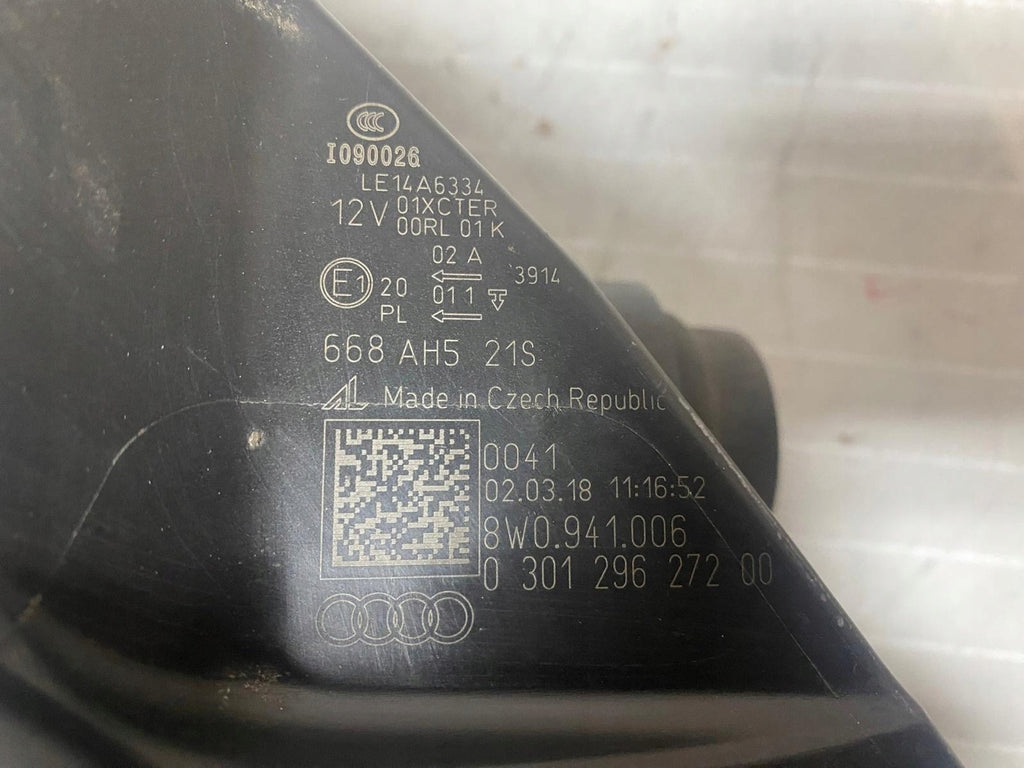 I090026
LE14A6334
12V 01XCTER
00RL 01K
02 A
E1 20 011 3914
PL
668 AH5 21S
AL Made in Czech Republic
0041
02.03.18 11:16:52
8W0.941.006
0 301 296 272 00